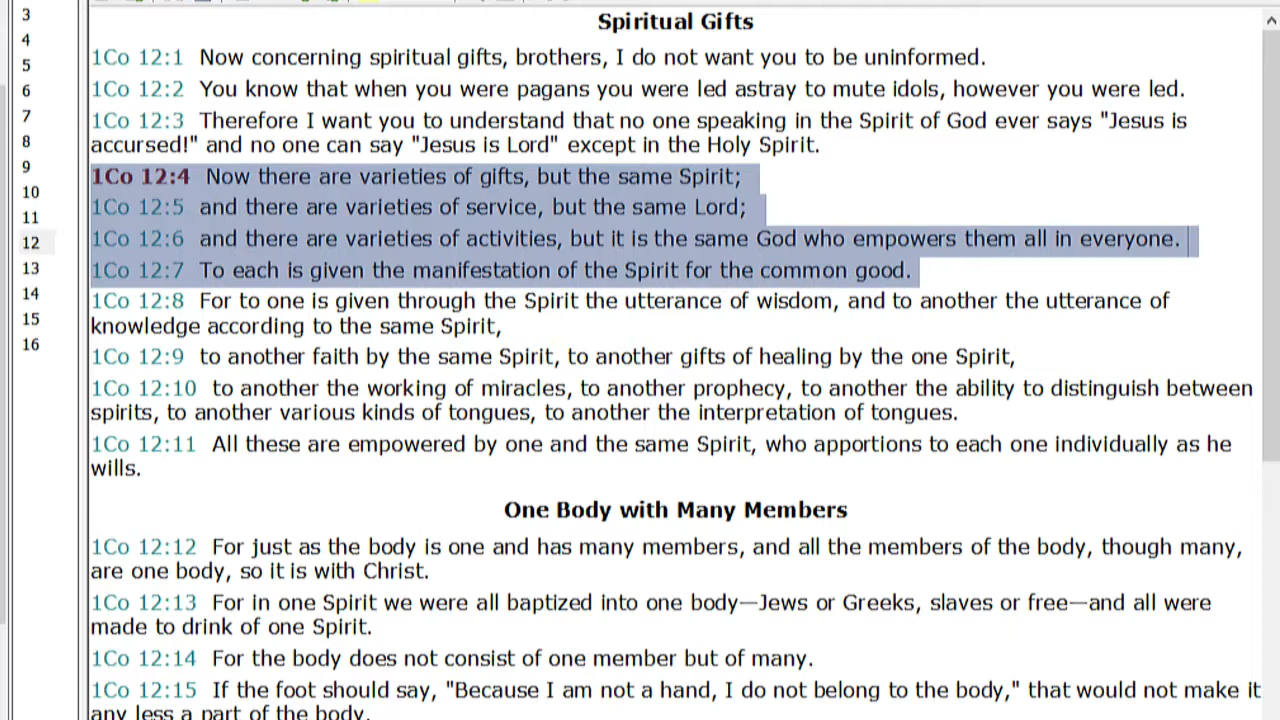 3
4
5
6
7
8
9
10
11
12
13
14
15
16
Spiritual Gifts
1Co 12:1 Now concerning spiritual gifts, brothers, I do not want you to be uninformed.
1Co 12:2 You know that when you were pagans you were led astray to mute idols, however you were led.
1Co 12:3 Therefore I want you to understand that no one speaking in the Spirit of God ever says "Jesus is
accursed!" and no one can say "Jesus is Lord" except in the Holy Spirit.
1Co 12:4 Now there are varieties of gifts, but the same Spirit;
1Co 12:5 and there are varieties of service, but the same Lord;
1Co 12:6 and there are varieties of activities, but it is the same God who empowers them all in everyone.
1Co 12:7 To each is given the manifestation of the Spirit for the common good.
1Co 12:8 For to one is given through the Spirit the utterance of wisdom, and to another the utterance of
knowledge according to the same Spirit,
1Co 12:9 to another faith by the same Spirit, to another gifts of healing by the one Spirit,
1Co 12:10 to another the working of miracles, to another prophecy, to another the ability to distinguish between
spirits, to another various kinds of tongues, to another the interpretation of tongues.
1Co 12:11 All these are empowered by one and the same Spirit, who apportions to each one individually as he
wills.
One Body with Many Members
1Co 12:12 For just as the body is one and has many members, and all the members of the body, though many,
are one body, so it is with Christ.
1Co 12:13 For in one Spirit we were all baptized into one body—Jews or Greeks, slaves or free—and all were
made to drink of one Spirit.
1Co 12:14 For the body does not consist of one member but of many.
1Co 12:15 If the foot should say, "Because I am not a hand, I do not belong to the body," that would not make it
any less a part of the body.